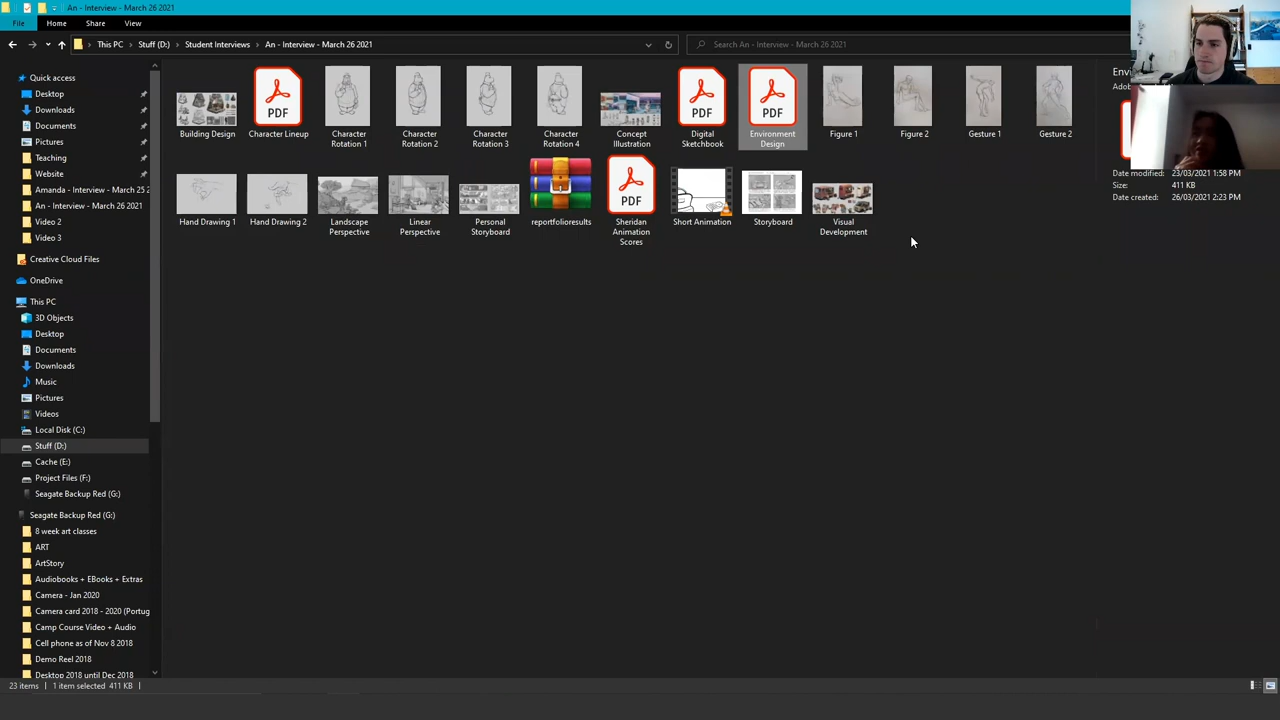 An - Interview - March 26 2021
File Home Share View
This PC Stuff (D:) Student Interviews An - Interview - March 26 2021
Search An - Interview - March 26 2021
Quick access
Desktop
Downloads
Documents
Pictures
Teaching
Website
Amanda - Interview - March 25 2
An - Interview - March 26 2021
Video 2
Video 3
Creative Cloud Files
OneDrive
This PC
3D Objects
Desktop
Documents
Downloads
Music
Pictures
Videos
Local Disk (C:)
Stuff (D:)
Cache (E:)
Project Files (F:)
Seagate Backup Red (G:)
Seagate Backup Red (G:)
8 week art classes
ART
ArtStory
Audiobooks + EBooks + Extras
Camera - Jan 2020
Camera card 2018 - 2020 (Portug
Camp Course Video + Audio
Cell phone as of Nov 8 2018
Demo Reel 2018
Desktop 2018 until Dec 2018
PDF
PDF
PDF
Building Design
Character Lineup
Character Rotation 1
Character Rotation 2
Character Rotation 3
Character Rotation 4
Concept Illustration
Digital Sketchbook
Environment Design
Figure 1
Figure 2
Gesture 1
Gesture 2
PDF
Hand Drawing 1
Hand Drawing 2
Landscape Perspective
Linear Perspective
Personal Storyboard
reportfolioresults
Sheridan Animation Scores
Short Animation
Storyboard
Visual Development
Envi
Adob
Date modified: 23/03/2021 1:58 PM
Size: 411 KB
Date created: 26/03/2021 2:23 PM
23 items 1 item selected 411 KB